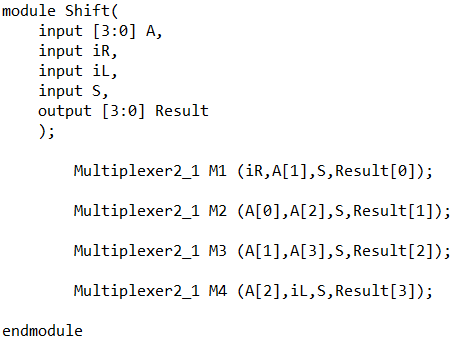 module Shift(
input [3:0] A,
input iR,
input iL,
input S,
output [3:0] Result
);
Multiplexer2_1 M1 (iR,A[1],S,Result[0]);
Multiplexer2_1 M2 (A[0],A[2],S,Result[1]);
Multiplexer2_1 M3 (A[1],A[3],S,Result[2]);
Multiplexer2_1 M4 (A[2],iL,S,Result[3]);
endmodule